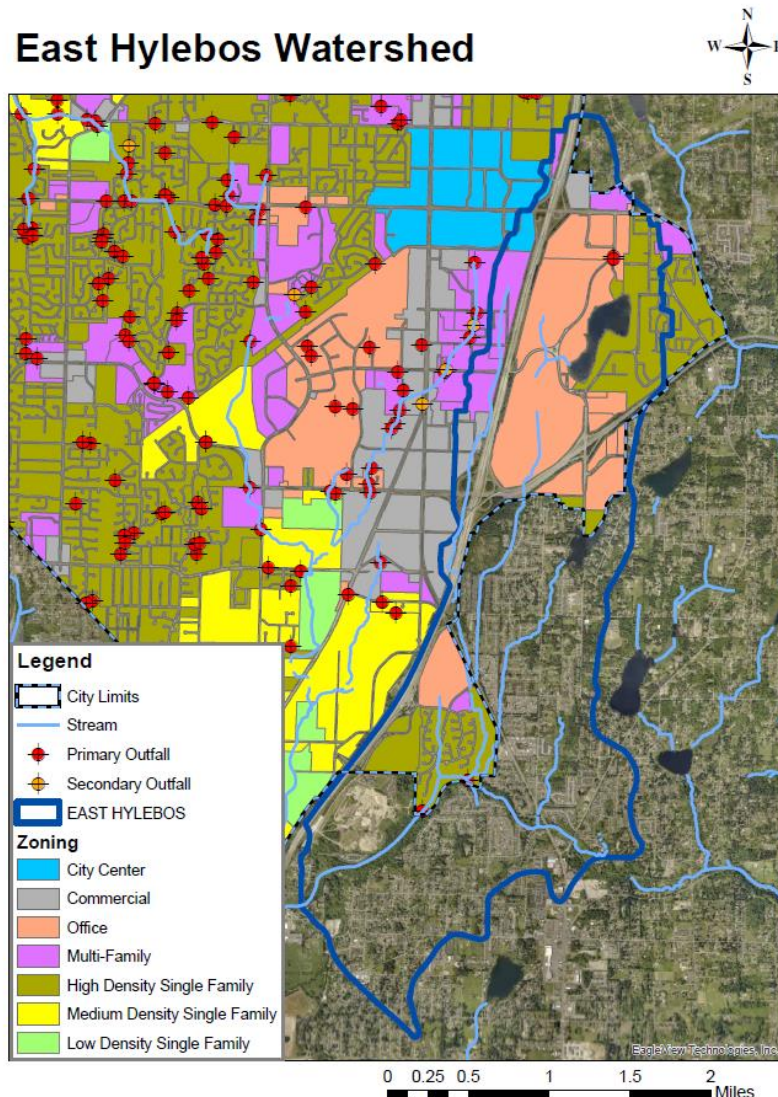 East Hylebos Watershed
N
W
E
S
Legend
City Limits
Stream
Primary Outfall
Secondary Outfall
EAST HYLEBOS
Zoning
City Center
Commercial
Office
Multi-Family
High Density Single Family
Medium Density Single Family
Low Density Single Family
EagleView Technologies, Inc.
0 0.25 0.5 1 1.5 2
Miles